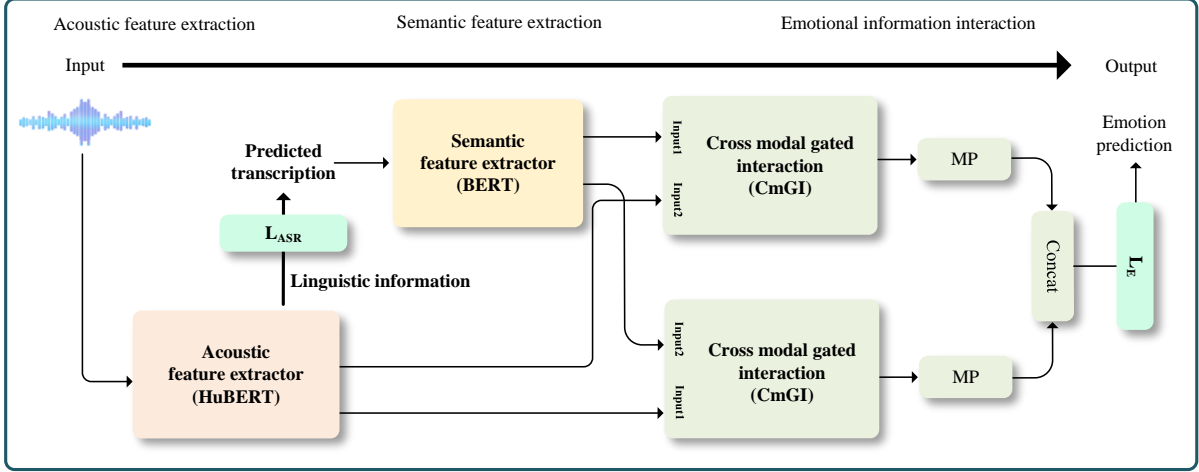 Acoustic feature extraction
Semantic feature extraction
Emotional information interaction
Input
Output
Predicted
transcription
Semantic
feature extractor
(BERT)
Input1
Input2
Cross modal gated
interaction
(CmGI)
MP
Emotion
prediction
L_ASR
Linguistic information
Concat
L_E
Acoustic
feature extractor
(HuBERT)
Input2
Input1
Cross modal gated
interaction
(CmGI)
MP